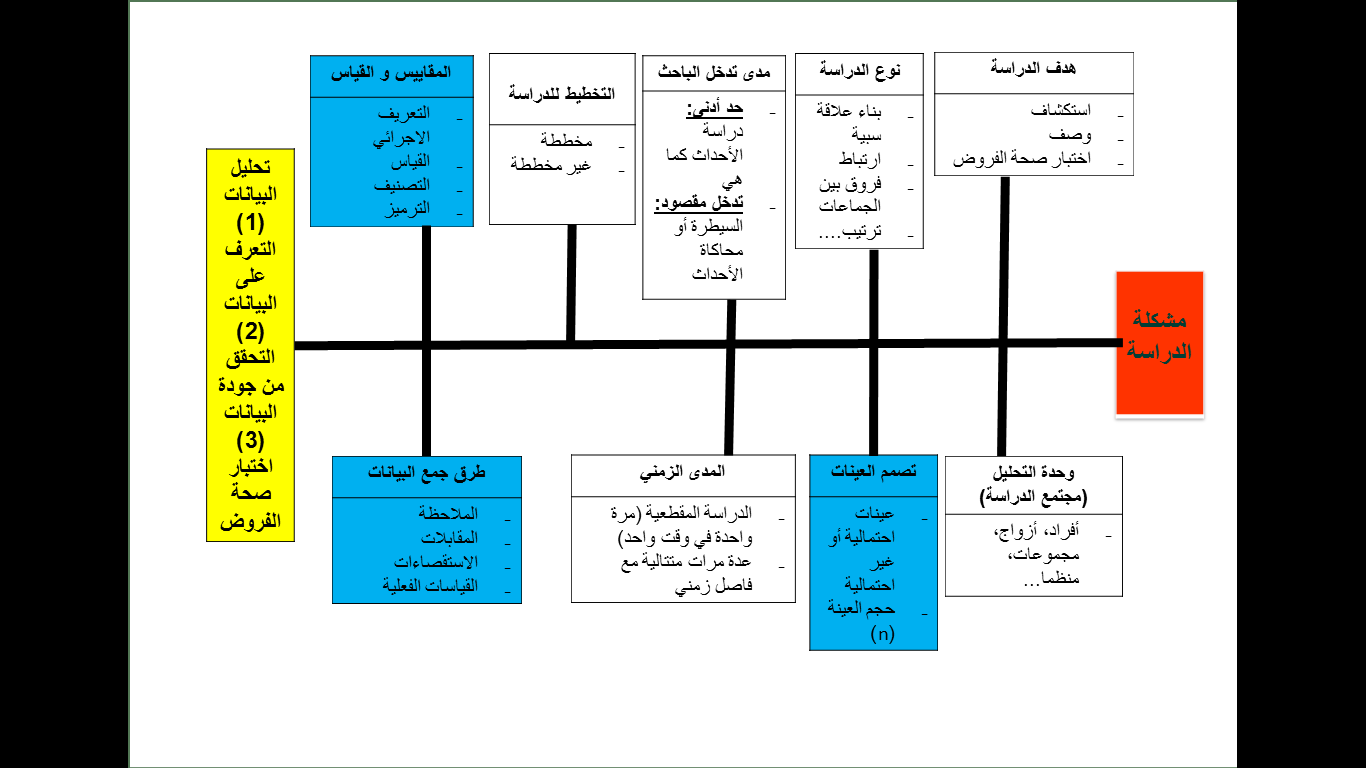 هدف الدراسة
- استكشاف
- وصف
- اختبار صحة الفروض
نوع الدراسة
- بناء علاقة
سببية
- ارتباط
- فروق بين
الجماعات
- ترتيب....
مدى تدخل الباحث
- حد أدنى:
دراسة
الأحداث كما
هي
- تدخل مقصود:
السيطرة أو
محاكاة
الأحداث
التخطيط للدراسة
- مخططة
- غير مخططة
المقاييس و القياس
- التعريف
الاجرائي
- القياس
- التصنيف
- الترميز
مشكلة
الدراسة
تحليل
البيانات
(1)
التعرف
على
البيانات
(2)
التحقق
من جودة
البيانات
(3)
اختبار
صحة
الفروض
وحدة التحليل
(مجتمع الدراسة)
- أفراد، أزواج،
مجموعات،
منظما...
تصمم العينات
- عينات
احتمالية أو
غير
احتمالية
- حجم العينة
(n)
المدى الزمني
- الدراسة المقطعية (مرة
واحدة في وقت واحد)
- عدة مرات متتالية مع
فاصل زمني
طرق جمع البيانات
- الملاحظة
- المقابلات
- الاستقصاءات
- القياسات الفعلية